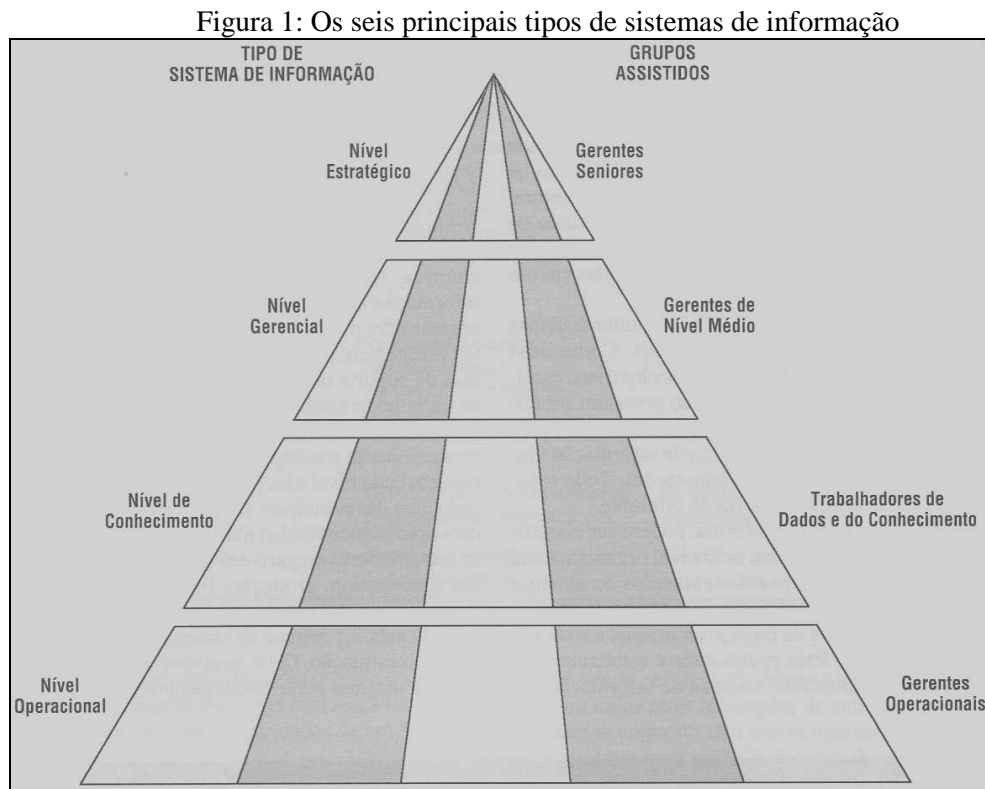 Figura 1: Os seis principais tipos de sistemas de informação
TIPO DE
SISTEMA DE INFORMAÇÃO
GRUPOS
ASSISTIDOS
Nível
Estratégico
Gerentes
Seniores
Nível
Gerencial
Gerentes de
Nível Médio
Nível de
Conhecimento
Trabalhadores de
Dados e do Conhecimento
Nível
Operacional
Gerentes
Operacionais